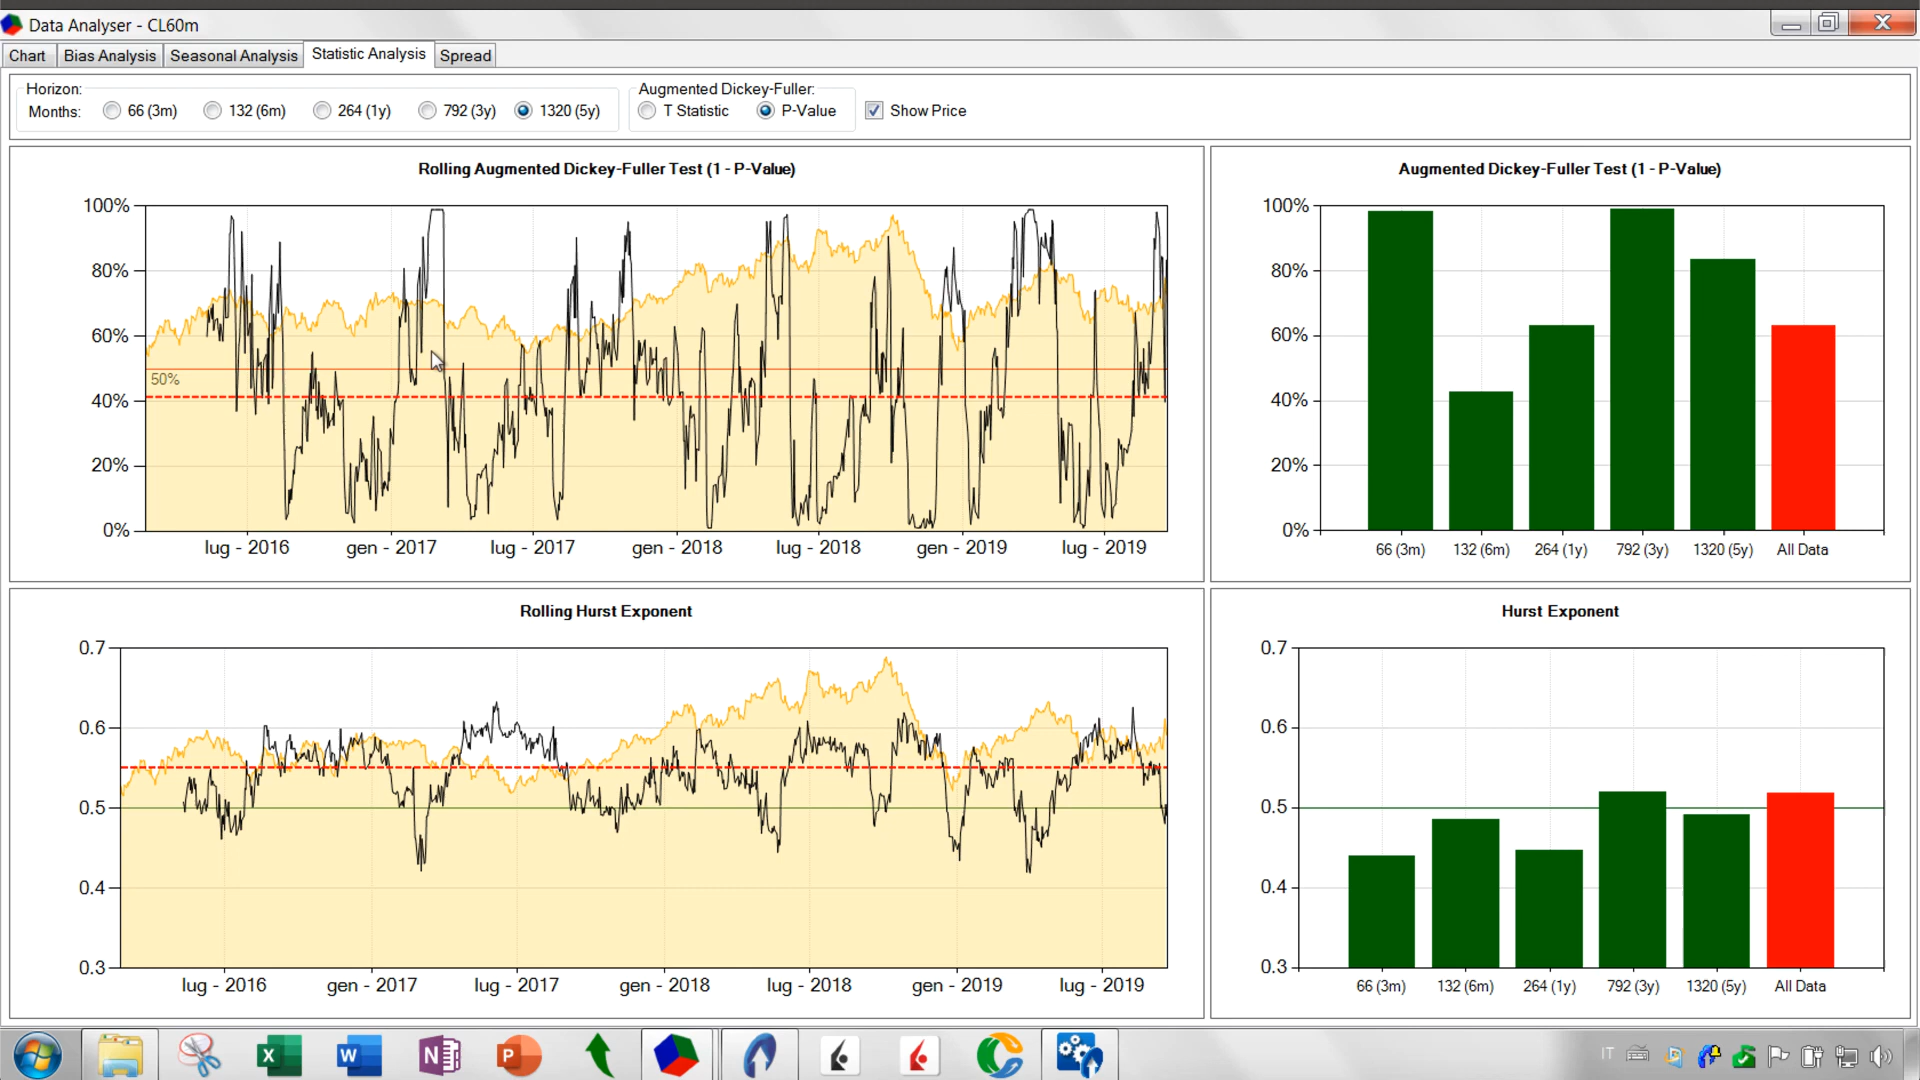 Data Analyser - CL60m
Chart Bias Analysis Seasonal Analysis Statistic Analysis Spread
Horizon:
Months: 66 (3m) 132 (6m) 264 (1y) 792 (3y) 1320 (5y)
Augmented Dickey-Fuller:
T Statistic P-Value Show Price
Rolling Augmented Dickey-Fuller Test (1 - P-Value)
100%
80%
60%
50%
40%
20%
0%
lug - 2016 gen - 2017 lug - 2017 gen - 2018 lug - 2018 gen - 2019 lug - 2019
Augmented Dickey-Fuller Test (1 - P-Value)
100%
80%
60%
40%
20%
0%
66 (3m) 132 (6m) 264 (1y) 792 (3y) 1320 (5y) All Data
Rolling Hurst Exponent
0.7
0.6
0.5
0.4
0.3
lug - 2016 gen - 2017 lug - 2017 gen - 2018 lug - 2018 gen - 2019 lug - 2019
Hurst Exponent
0.7
0.6
0.5
0.4
0.3
66 (3m) 132 (6m) 264 (1y) 792 (3y) 1320 (5y) All Data
X W N P IT